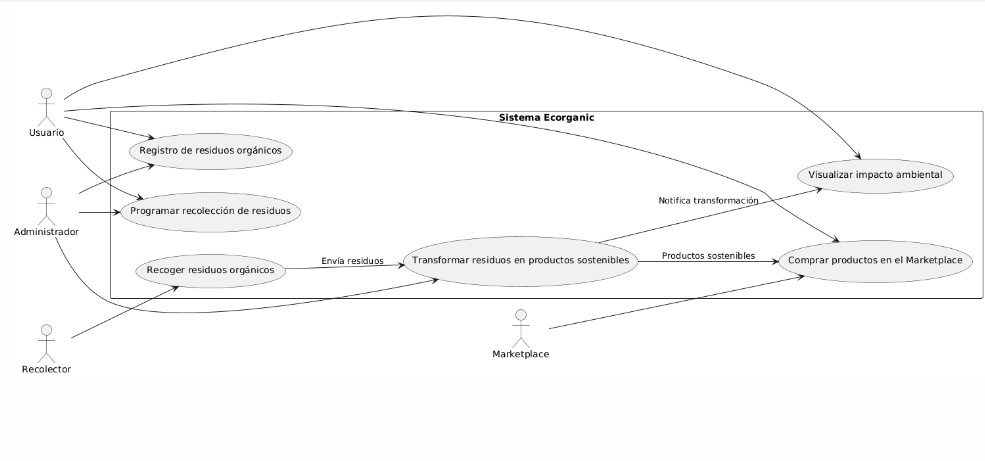 Sistema Ecorganic
Usuario
Registro de residuos orgánicos
Visualizar impacto ambiental
Notifica transformación
Programar recolección de residuos
Administrador
Envía residuos
Transformar residuos en productos sostenibles
Productos sostenibles
Comprar productos en el Marketplace
Recoger residuos orgánicos
Marketplace
Recolector